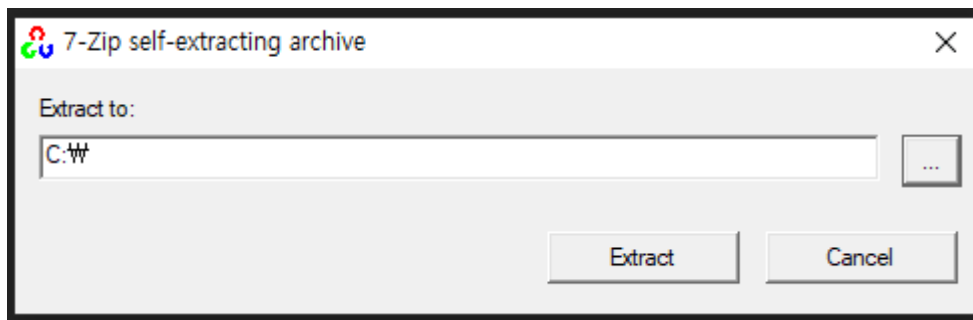 7-Zip self-extracting archive
Extract to:
C:₩
...
Extract
Cancel